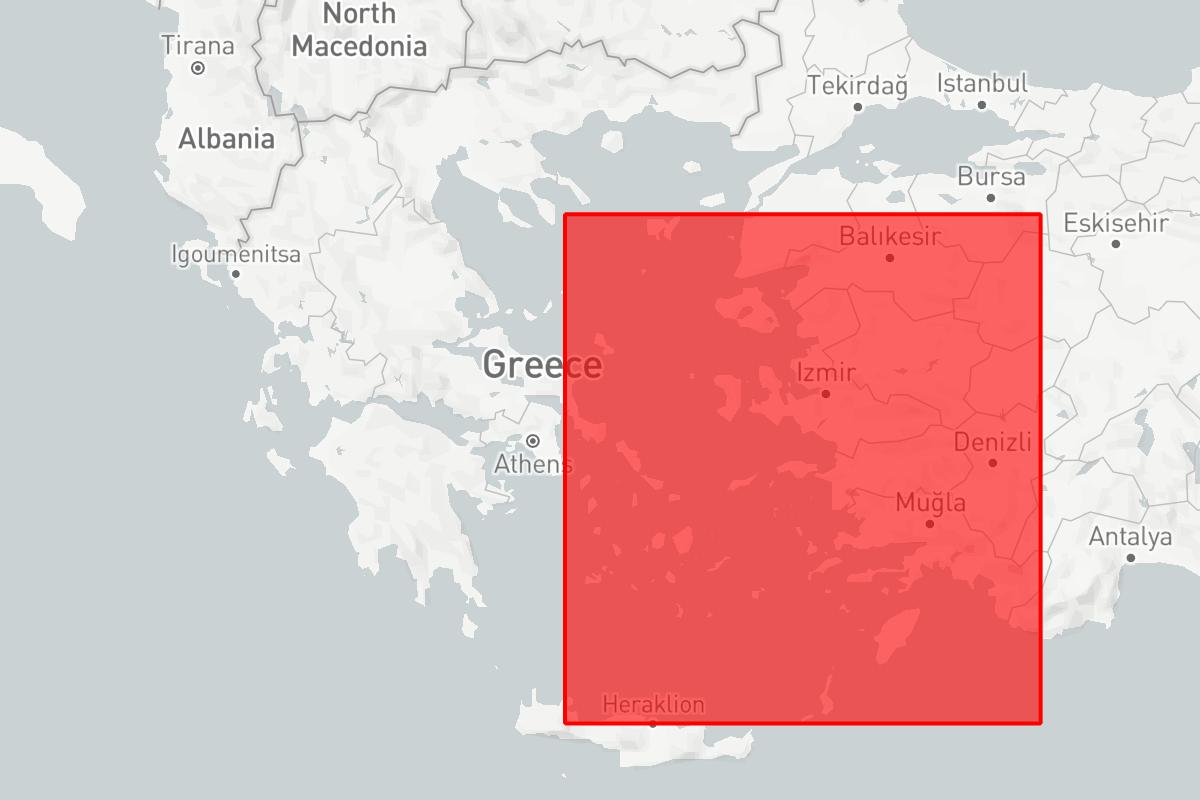 North
Macedonia
Tirana
Tekirdağ
Istanbul
Albania
Bursa
Eskisehir
Igoumenitsa
Balıkesir
Greece
Izmir
Denizli
Athens
Muğla
Antalya
Heraklion